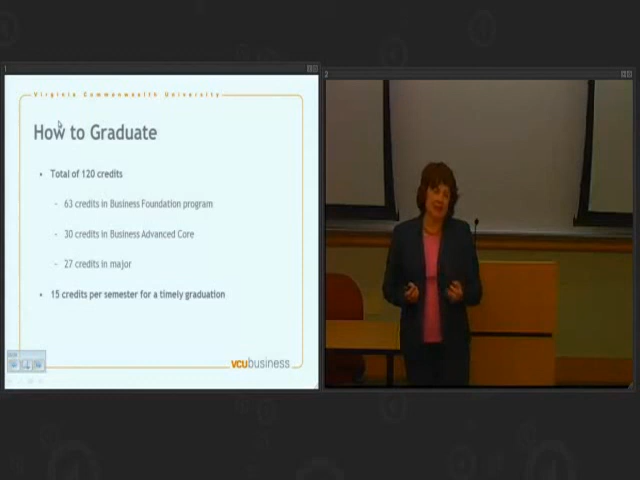 Virginia Commonwealth University
How to Graduate
• Total of 120 credits
- 63 credits in Business Foundation program
- 30 credits in Business Advanced Core
- 27 credits in major
• 15 credits per semester for a timely graduation
vcubusiness